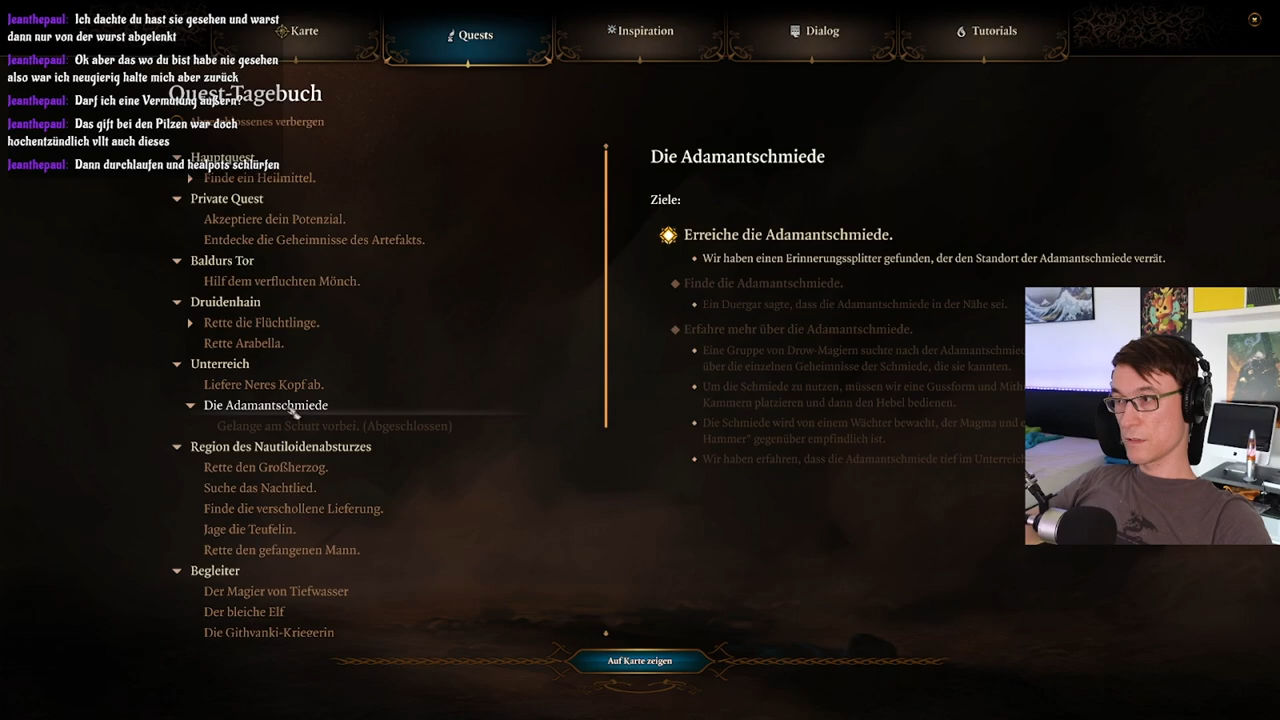 Jeanthepaul: Ich dachte du hast sie gesehen und warst
dann nur von der wurst abgelenkt
Jeanthepaul: Ok aber das wo du bist habe nie gesehen
also war ich neugierig halte mich aber zurück
Jeanthepaul: Darf ich eine Vermutung äußern?
Jeanthepaul: Das gift bei den Pilzen war doch
hochentzündlich vllt auch dieses
Jeanthepaul: Dann durchlaufen und healpots schlürfen
Karte
Quests
Inspiration
Dialog
Tutorials
Quest-Tagebuch
Abgeschlossenes verbergen
Hauptquest
Finde ein Heilmittel.
Private Quest
Akzeptiere dein Potenzial.
Entdecke die Geheimnisse des Artefakts.
Baldurs Tor
Hilf dem verfluchten Mönch.
Druidenhain
Rette die Flüchtlinge.
Rette Arabella.
Unterreich
Liefere Neres Kopf ab.
Die Adamantschmiede
Gelange am Schutt vorbei. (Abgeschlossen)
Region des Nautiloidenabsturzes
Rette den Großherzog.
Suche das Nachtlied.
Finde die verschollene Lieferung.
Jage die Teufelin.
Rette den gefangenen Mann.
Begleiter
Der Magier von Tiefwasser
Der bleiche Elf
Die Githyanki-Kriegerin
Die Adamantschmiede
Ziele:
Erreiche die Adamantschmiede.
Wir haben einen Erinnerungssplitter gefunden, der den Standort der Adamantschmiede verrät.
Finde die Adamantschmiede.
Ein Duergar sagte, dass die Adamantschmiede in der Nähe sei.
Erfahre mehr über die Adamantschmiede.
Eine Gruppe von Drow-Magiern suchte nach der
über die einzelnen Geheimnisse der Schmiede, die sie kannten.
Um die Schmiede zu nutzen, müssen wir eine Gussform und
Kammern platzieren und dann den Hebel bedienen.
Die Schmiede wird von einem Wächter bewacht, der Magma und
Hammer" gegenüber empfindlich ist.
Wir haben erfahren, dass die Adamantschmiede tief im
Auf Karte zeigen